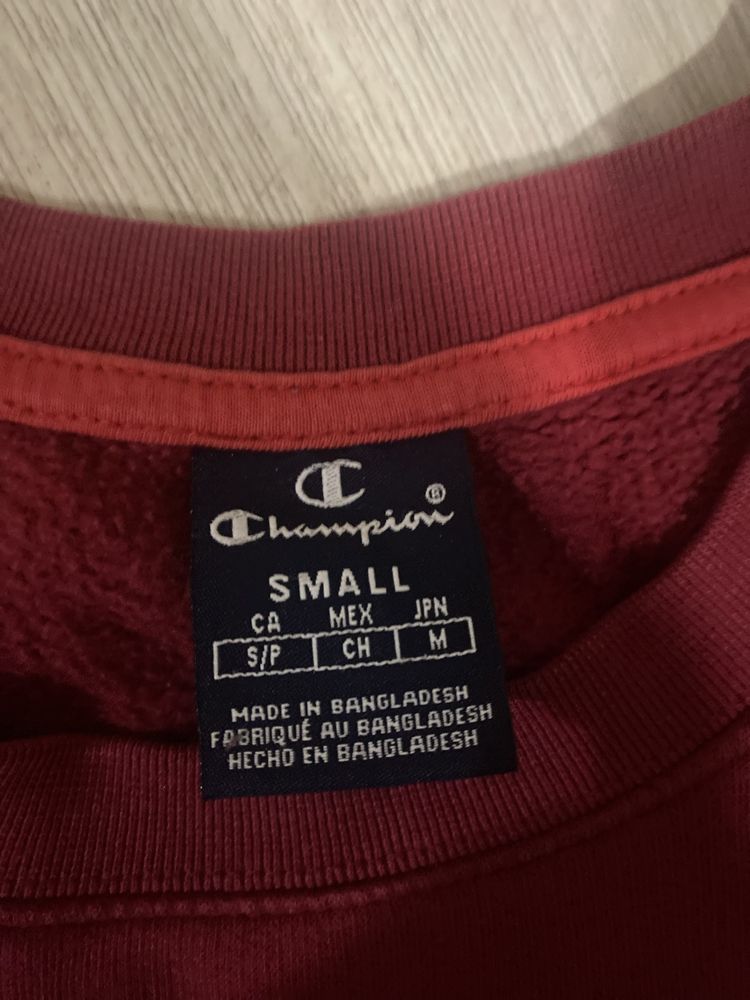 Champion®
SMALL
CA MEX JPN
S/P CH M
MADE IN BANGLADESH
FABRIQUÉ AU BANGLADESH
HECHO EN BANGLADESH